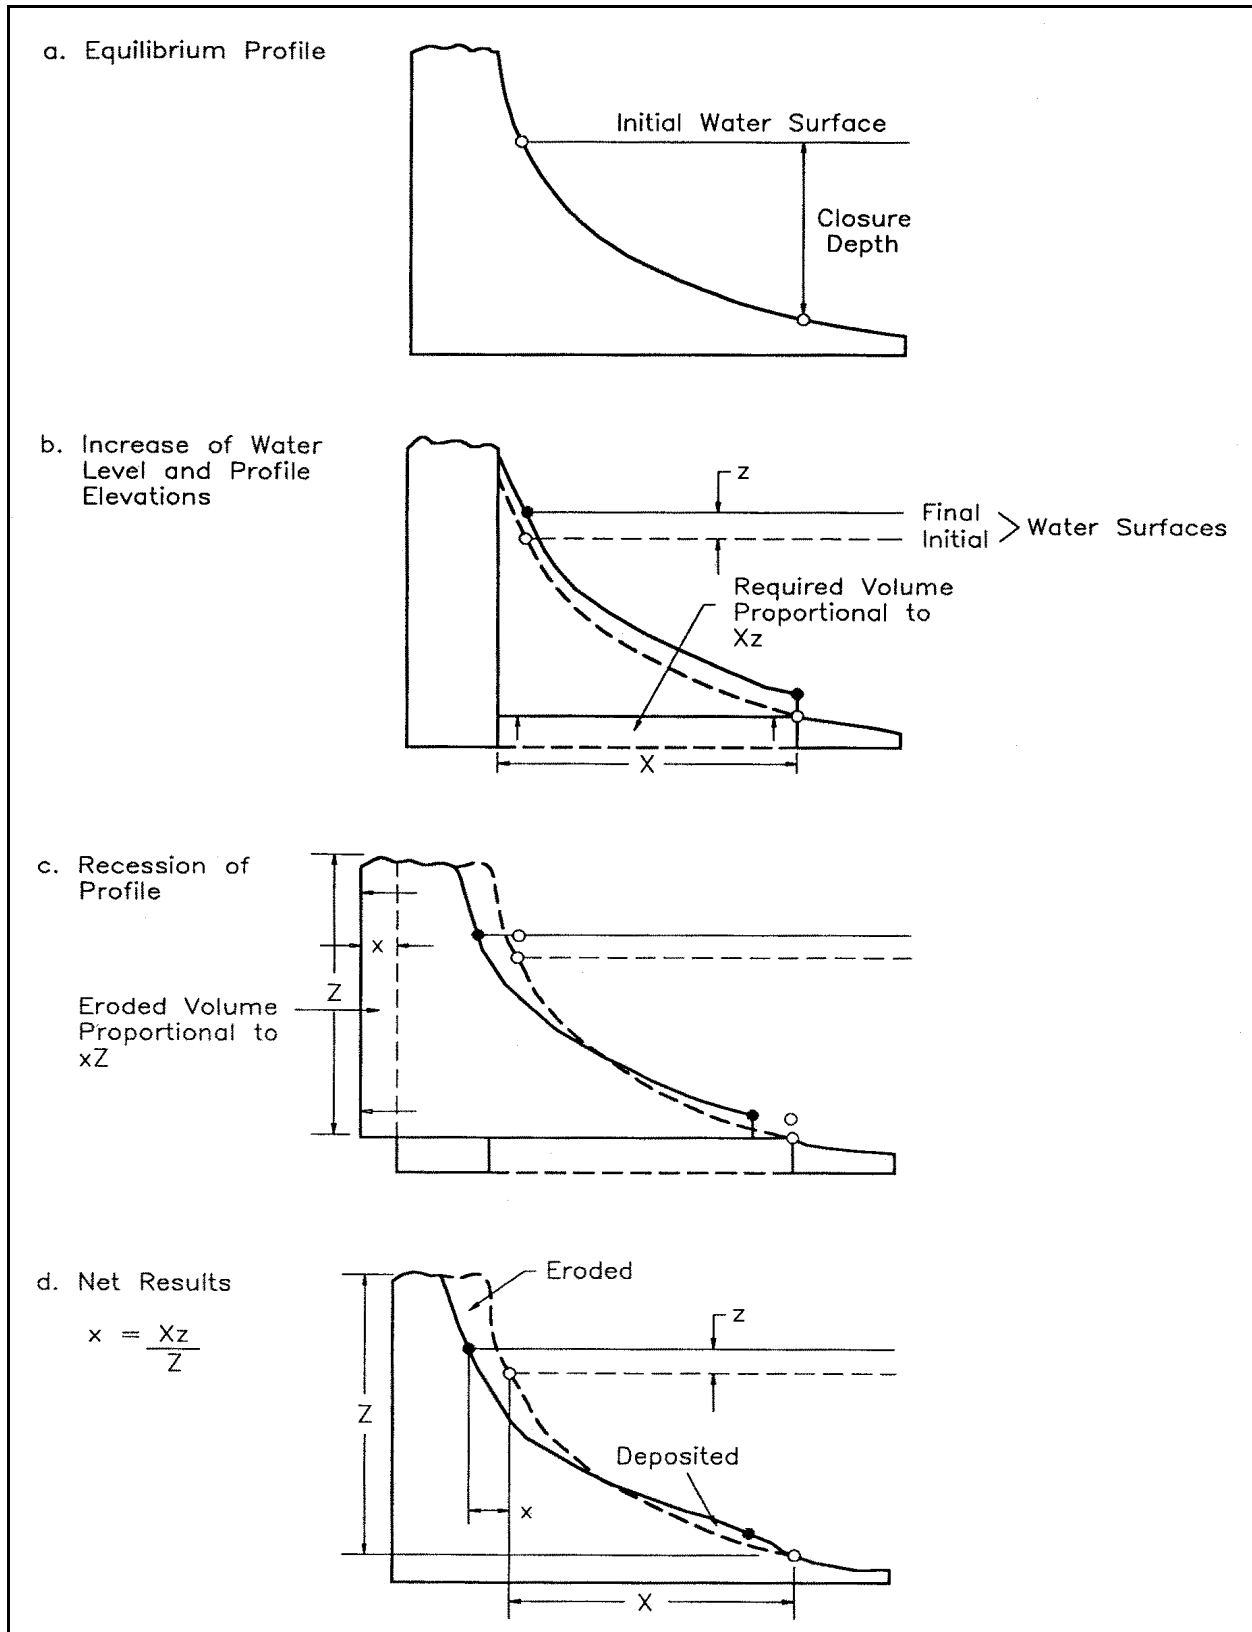 a. Equilibrium Profile
Initial Water Surface
Closure
Depth
b. Increase of Water
Level and Profile
Elevations
z
Final
Initial
Water Surfaces
Required Volume
Proportional to
Xz
X
c. Recession of
Profile
x
Z
Eroded Volume
Proportional to
xZ
d. Net Results
x = Xz
Z
Eroded
z
Z
Deposited
x
X